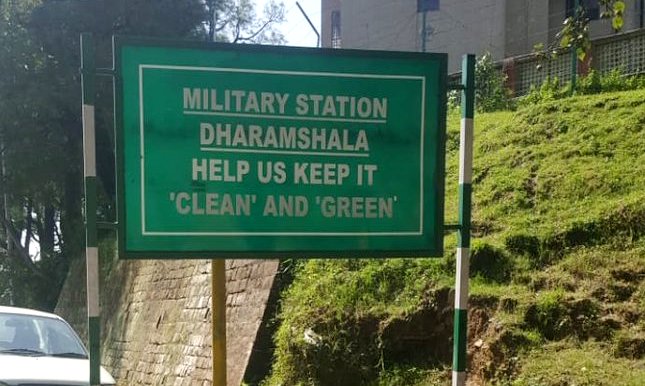 MILITARY STATION
DHARAMSHALA
HELP US KEEP IT
'CLEAN' AND 'GREEN'